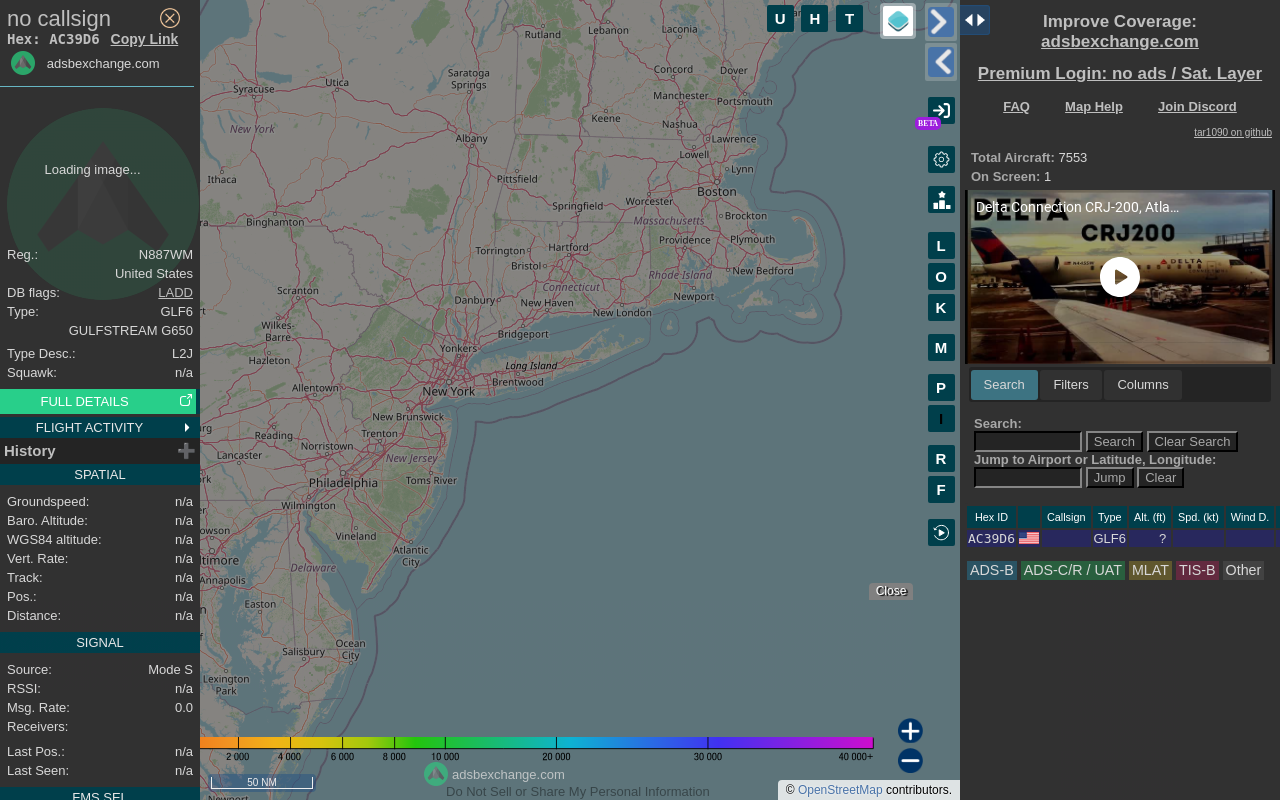 no callsign
Hex: AC39D6 Copy Link
adsbexchange.com
Loading image...
Reg.: N887WM
United States
DB flags: LADD
Type: GLF6
GULFSTREAM G650
Type Desc.: L2J
Squawk: n/a
FULL DETAILS
FLIGHT ACTIVITY
History
SPATIAL
Groundspeed: n/a
Baro. Altitude: n/a
WGS84 altitude: n/a
Vert. Rate: n/a
Track: n/a
Pos.: n/a
Distance: n/a
SIGNAL
Source: Mode S
RSSI: n/a
Msg. Rate: 0.0
Receivers:
Last Pos.: n/a
Last Seen: n/a
FMS SEL
U H T
BETA
L
O
K
M
P
I
R
F
Rutland
Lebanon
Laconia
Concord
Dover
Saratoga
Springs
Utica
Syracuse
Manchester
Portsmouth
Keene
Nashua
New York
Albany
Lawrence
Lowell
Lynn
Ithaca
Pittsfield
Boston
Worcester
Springfield
Massachusetts
Brockton
Binghamton
Plymouth
Providence
Hartford
Torrington
Bristol
New Bedford
Rhode Island
Connecticut
Newport
Scranton
Danbury
New Haven
New London
Wilkes-
Barre
Bridgeport
Yonkers
Hazleton
Long Island
Brentwood
Allentown
New York
New Brunswick
Reading
Trenton
Norristown
Lancaster
New Jersey
Philadelphia
Toms River
Wilmington
Vineland
Atlantic
City
Delaware
Annapolis
Easton
Ocean
City
Salisbury
Lexington
Park
Newport
Close
2 000 4 000 6 000 8 000 10 000 20 000 30 000 40 000+
50 NM
adsbexchange.com
Do Not Sell or Share My Personal Information
© OpenStreetMap contributors.
Improve Coverage:
adsbexchange.com
Premium Login: no ads / Sat. Layer
FAQ Map Help Join Discord
tar1090 on github
Total Aircraft: 7553
On Screen: 1
Delta Connection CRJ-200, Atla...
DELTA
CRJ200
DELTA
Search Filters Columns
Search:
Search Clear Search
Jump to Airport or Latitude, Longitude:
Jump Clear
Hex ID Callsign Type Alt. (ft) Spd. (kt) Wind D.
AC39D6 GLF6 ?
ADS-B ADS-C/R / UAT MLAT TIS-B Other